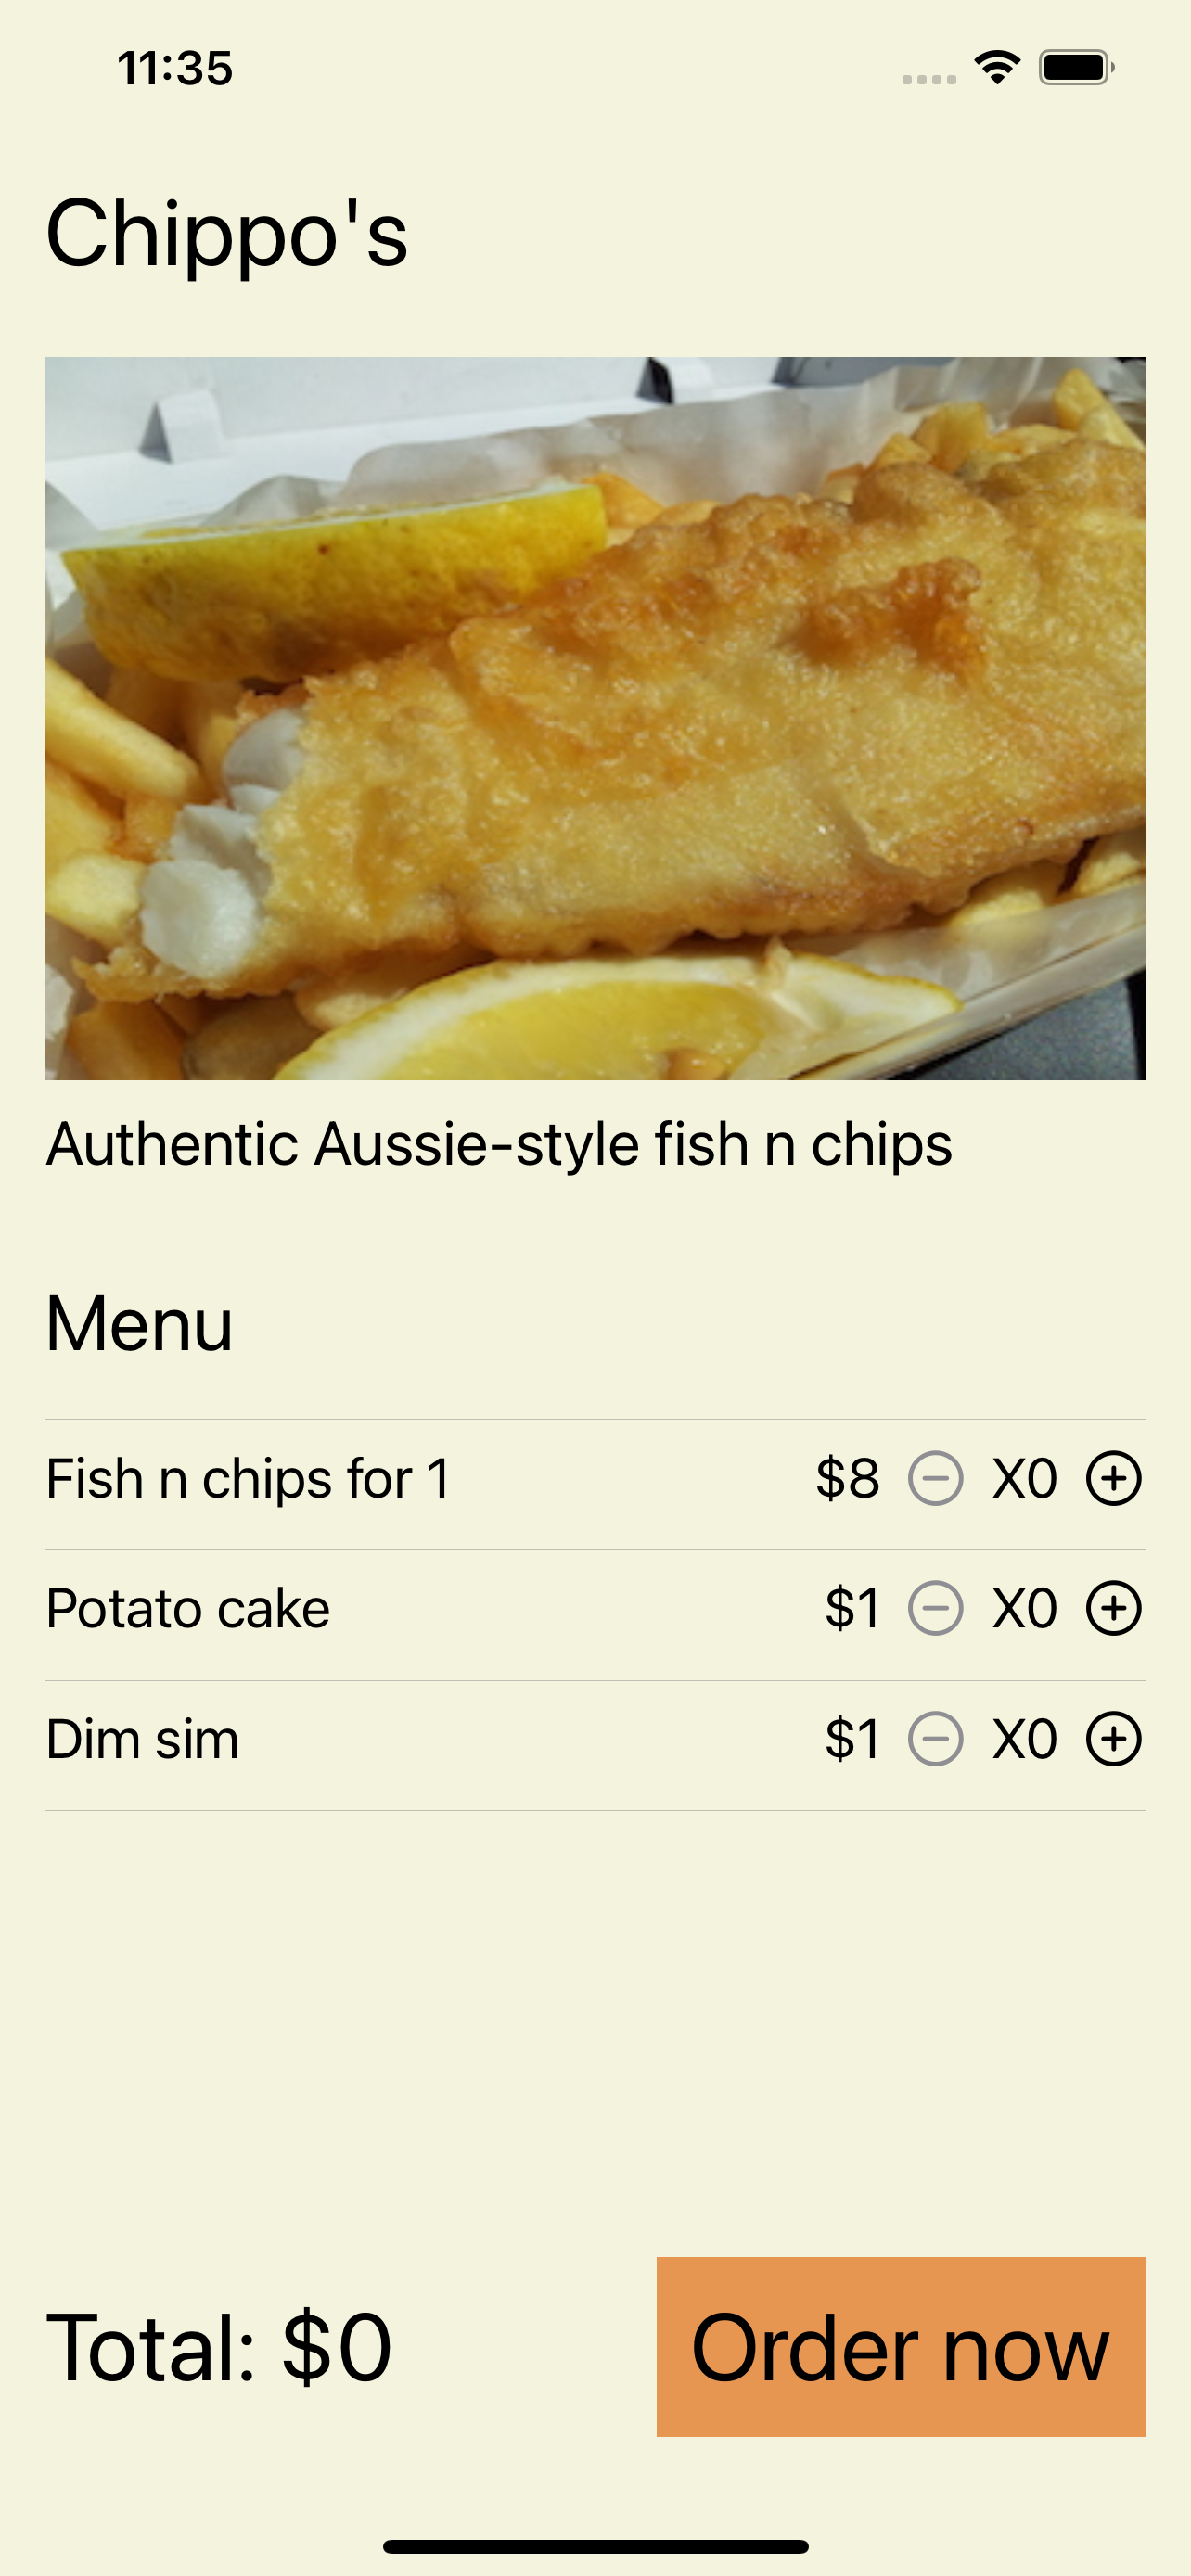 11:35
Chippo's
Authentic Aussie-style fish n chips
Menu
Fish n chips for 1 $8 X0
Potato cake $1 X0
Dim sim $1 X0
Total: $0 Order now